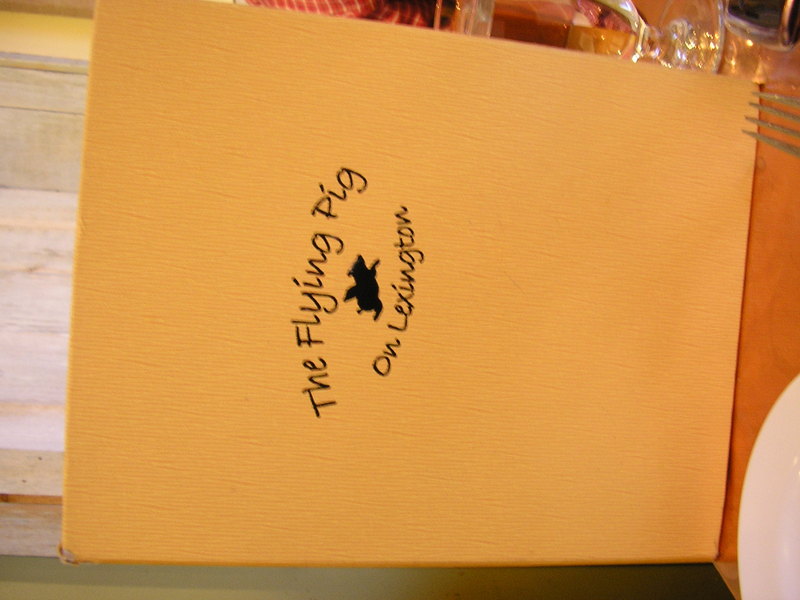 The Flying Pig
On Lexington